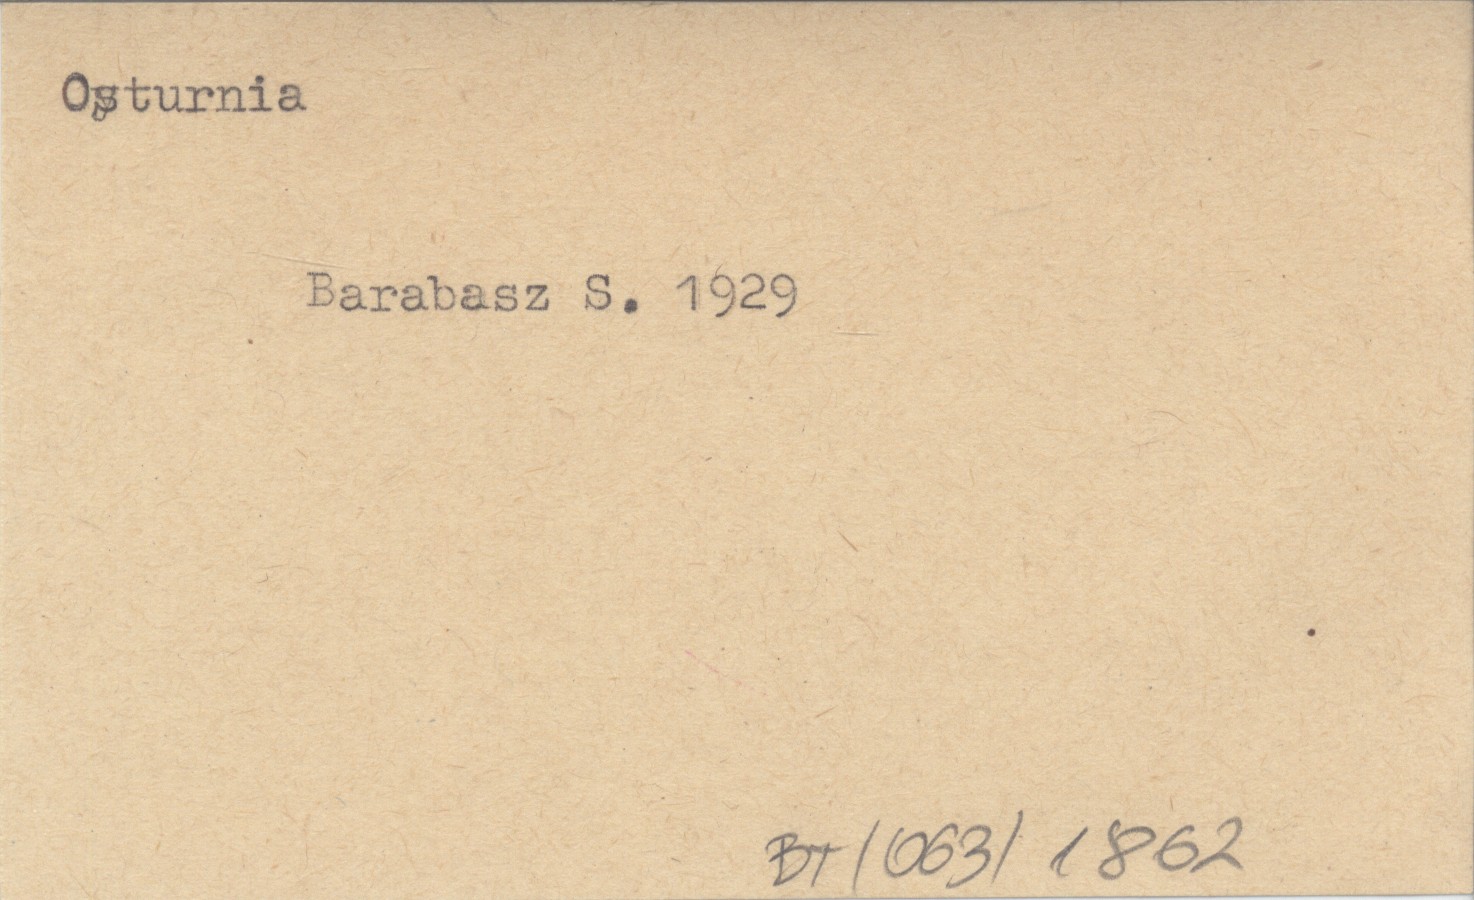 Osturnia
Barabasz S. 1929
BT/063/ 1862